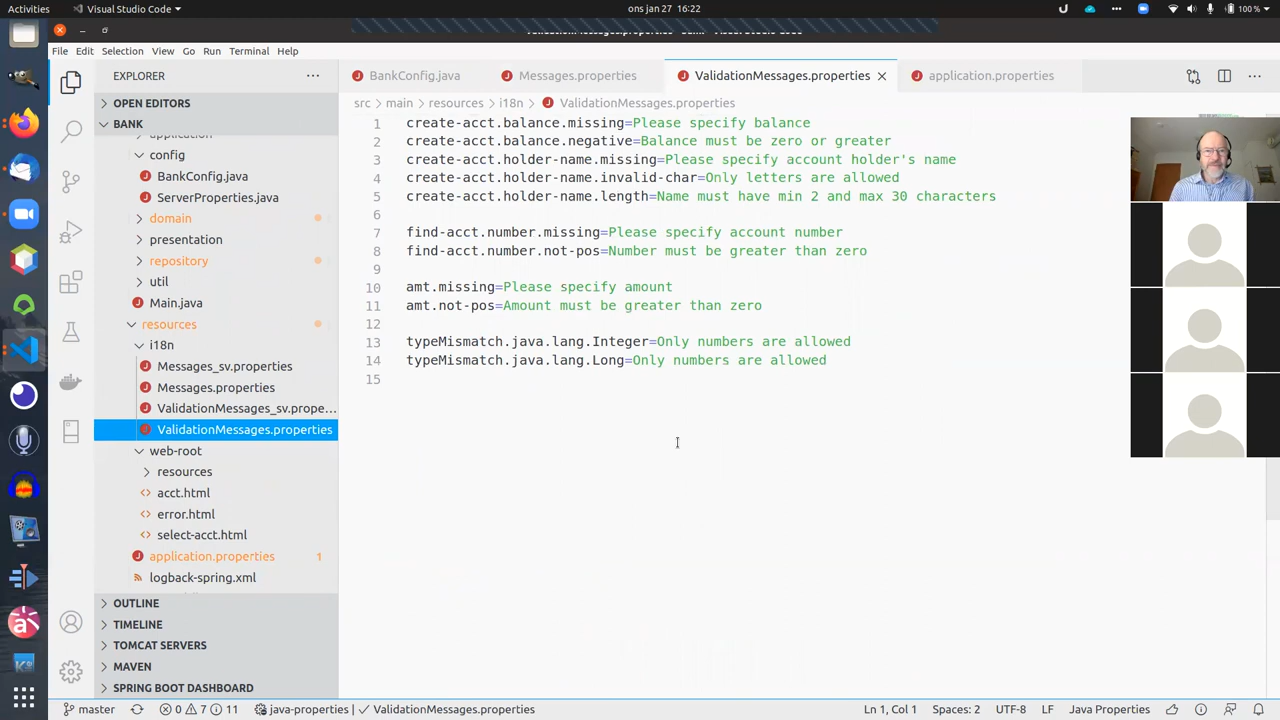 Activities
Visual Studio Code
ons jan 27 16:22
100 %
File Edit Selection View Go Run Terminal Help
EXPLORER
BankConfig.java
Messages.properties
ValidationMessages.properties
application.properties
OPEN EDITORS
src > main > resources > i18n > ValidationMessages.properties
BANK
application
config
BankConfig.java
ServerProperties.java
domain
presentation
repository
util
Main.java
resources
i18n
Messages_sv.properties
Messages.properties
ValidationMessages_sv.prope...
ValidationMessages.properties
web-root
resources
acct.html
error.html
select-acct.html
application.properties 1
logback-spring.xml
OUTLINE
TIMELINE
TOMCAT SERVERS
MAVEN
SPRING BOOT DASHBOARD
1 create-acct.balance.missing=Please specify balance
2 create-acct.balance.negative=Balance must be zero or greater
3 create-acct.holder-name.missing=Please specify account holder's name
4 create-acct.holder-name.invalid-char=Only letters are allowed
5 create-acct.holder-name.length=Name must have min 2 and max 30 characters
6
7 find-acct.number.missing=Please specify account number
8 find-acct.number.not-pos=Number must be greater than zero
9
10 amt.missing=Please specify amount
11 amt.not-pos=Amount must be greater than zero
12
13 typeMismatch.java.lang.Integer=Only numbers are allowed
14 typeMismatch.java.lang.Long=Only numbers are allowed
15
master
0 7 11
java-properties | ValidationMessages.properties
Ln 1, Col 1
Spaces: 2
UTF-8
LF
Java Properties